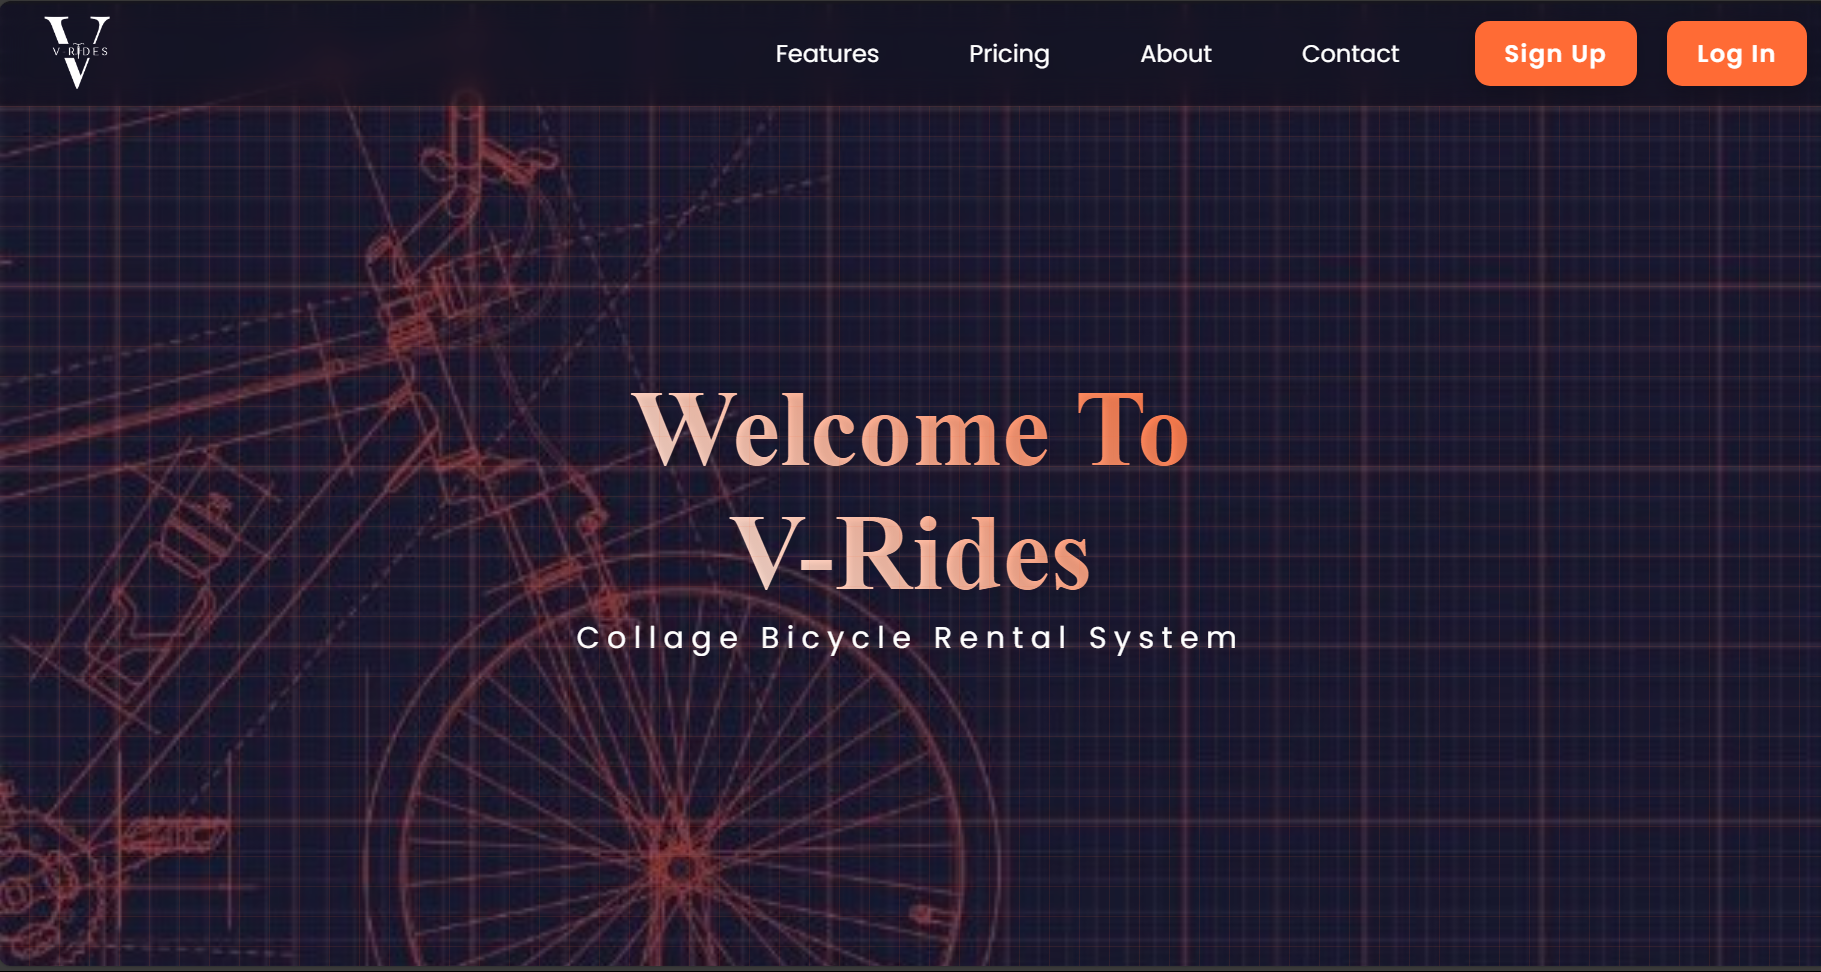 V
V-RIDES
Features Pricing About Contact Sign Up Log In
Welcome To
V-Rides
Collage Bicycle Rental System